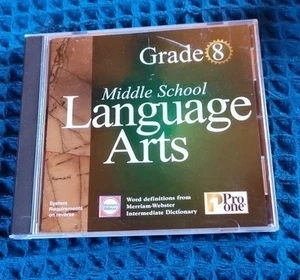 Grade 8
Middle School
Language
Arts
System
Requirements
on reverse
Word definitions from
Merriam-Webster
Intermediate Dictionary
Pro
One